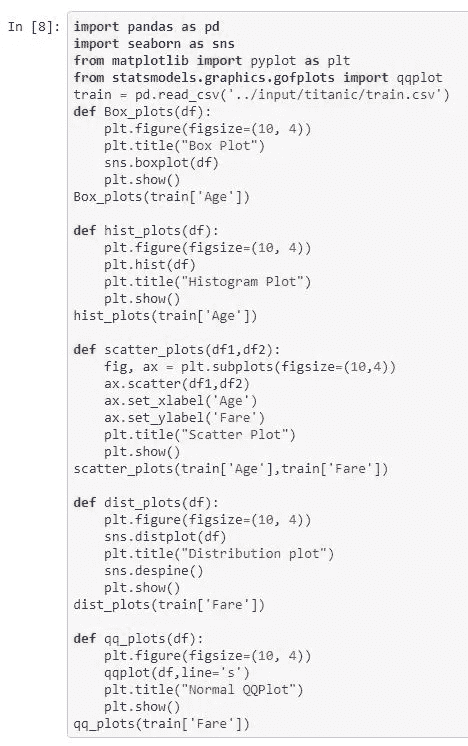 In [8]: import pandas as pd
import seaborn as sns
from matplotlib import pyplot as plt
from statsmodels.graphics.gofplots import qqplot
train = pd.read_csv('../input/titanic/train.csv')
def Box_plots(df):
    plt.figure(figsize=(10, 4))
    plt.title("Box Plot")
    sns.boxplot(df)
    plt.show()
Box_plots(train['Age'])

def hist_plots(df):
    plt.figure(figsize=(10, 4))
    plt.hist(df)
    plt.title("Histogram Plot")
    plt.show()
hist_plots(train['Age'])

def scatter_plots(df1,df2):
    fig, ax = plt.subplots(figsize=(10,4))
    ax.scatter(df1,df2)
    ax.set_xlabel('Age')
    ax.set_ylabel('Fare')
    plt.title("Scatter Plot")
    plt.show()
scatter_plots(train['Age'],train['Fare'])

def dist_plots(df):
    plt.figure(figsize=(10, 4))
    sns.distplot(df)
    plt.title("Distribution plot")
    sns.despine()
    plt.show()
dist_plots(train['Fare'])

def qq_plots(df):
    plt.figure(figsize=(10, 4))
    qqplot(df,line='s')
    plt.title("Normal QQPlot")
    plt.show()
qq_plots(train['Fare'])